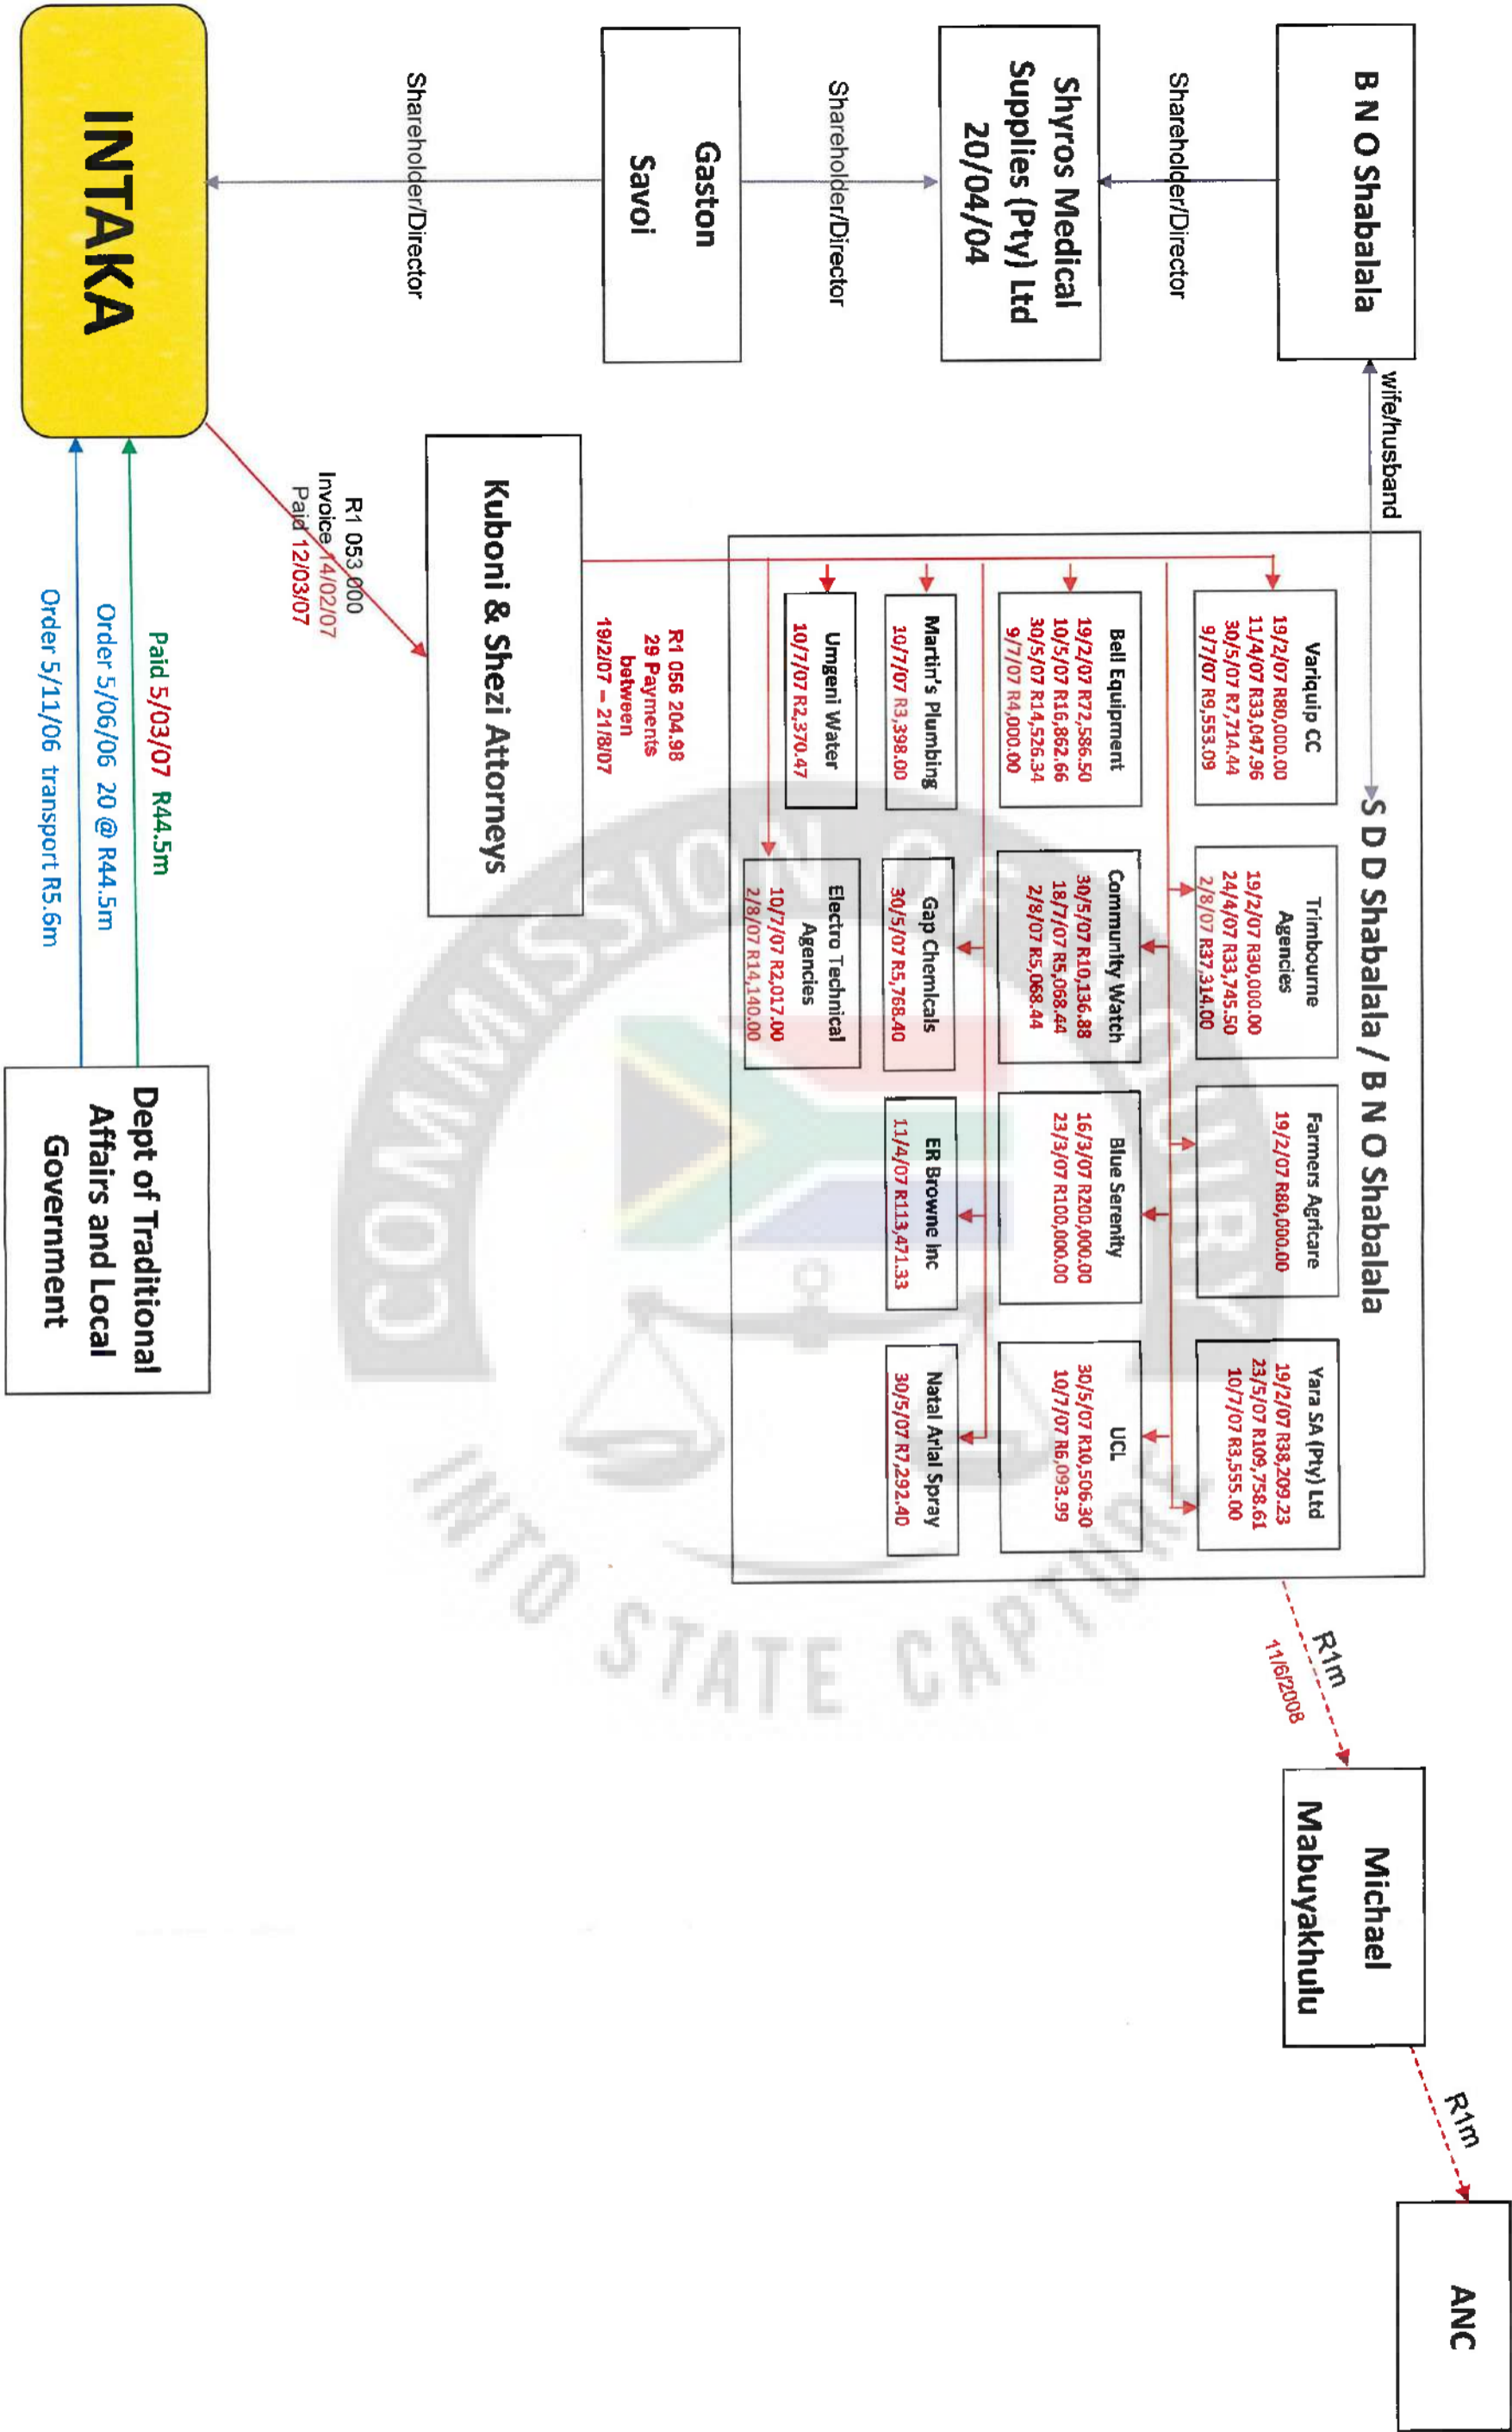 B N O Shabalala
wife/husband
S D D Shabalala / B N O Shabalala
Shareholder/Director
Shyros Medical
Supplies (Pty) Ltd
20/04/04
Shareholder/Director
Gaston
Savoi
Shareholder/Director
INTAKA
Variquip CC
19/2/07 R80,000.00
11/4/07 R33,047.96
30/5/07 R7,714.44
9/7/07 R9,553.09
Trimbourne
Agencies
19/2/07 R30,000.00
24/4/07 R33,745.50
2/8/07 R37,314.00
Farmers Agricare
19/2/07 R80,000.00
Yara SA (Pty) Ltd
19/2/07 R38,209.23
23/5/07 R109,758.61
10/7/07 R3,555.00
Bell Equipment
19/2/07 R72,586.50
10/5/07 R16,862.66
30/5/07 R14,526.34
9/7/07 R4,000.00
Community Watch
30/5/07 R10,136.88
18/7/07 R5,068.44
2/8/07 R5,068.44
Blue Serenity
16/3/07 R200,000.00
23/3/07 R100,000.00
UCL
30/5/07 R10,506.30
10/7/07 R6,093.99
Martin's Plumbing
10/7/07 R3,398.00
Gap Chemicals
30/5/07 R5,768.40
ER Browne Inc
11/4/07 R113,471.33
Natal Arial Spray
30/5/07 R7,292.40
Umgeni Water
10/7/07 R2,370.47
Electro Technical
Agencies
10/7/07 R2,017.00
2/8/07 R14,140.00
R1 056 204.98
29 Payments
between
19/2/07 – 21/8/07
Kuboni & Shezi Attorneys
R1 053 000
Invoice 14/02/07
Paid 12/03/07
Paid 5/03/07 R44.5m
Order 5/06/06 20 @ R44.5m
Order 5/11/06 transport R5.6m
Dept of Traditional
Affairs and Local
Government
R1m
11/6/2008
Michael
Mabuyakhulu
R1m
ANC
COMMISSION OF INQUIRY
INTO STATE CAPTURE